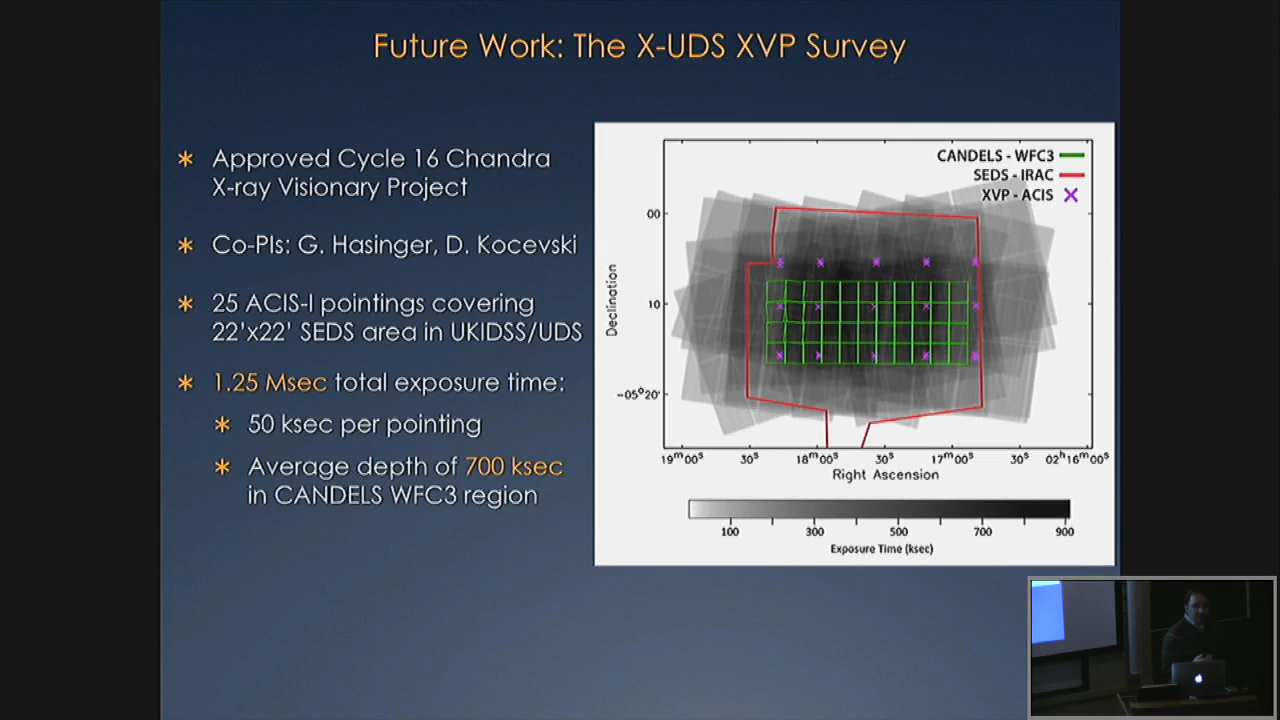 Future Work: The X-UDS XVP Survey
* Approved Cycle 16 Chandra
X-ray Visionary Project
* Co-PIs: G. Hasinger, D. Kocevski
* 25 ACIS-I pointings covering
22'x22' SEDS area in UKIDSS/UDS
* 1.25 Msec total exposure time:
* 50 ksec per pointing
* Average depth of 700 ksec
in CANDELS WFC3 region
CANDELS - WFC3
SEDS - IRAC
XVP - ACIS
Declination
00
10
-05°20'
19ᵐ00ˢ 30ˢ 18ᵐ00ˢ 30ˢ 17ᵐ00ˢ 30ˢ 02ʰ16ᵐ00ˢ
Right Ascension
100 300 500 700 900
Exposure Time (ksec)